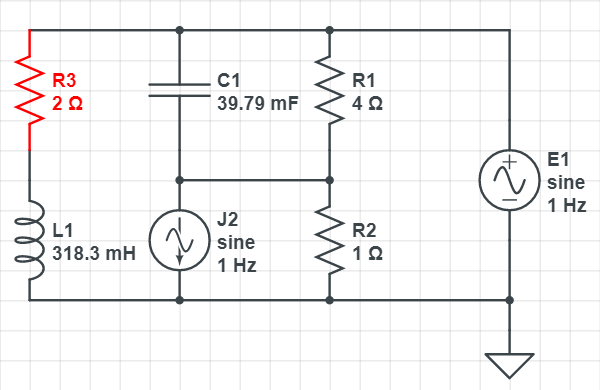 R3
2 Ω
C1
39.79 mF
R1
4 Ω
E1
sine
1 Hz
L1
318.3 mH
J2
sine
1 Hz
R2
1 Ω